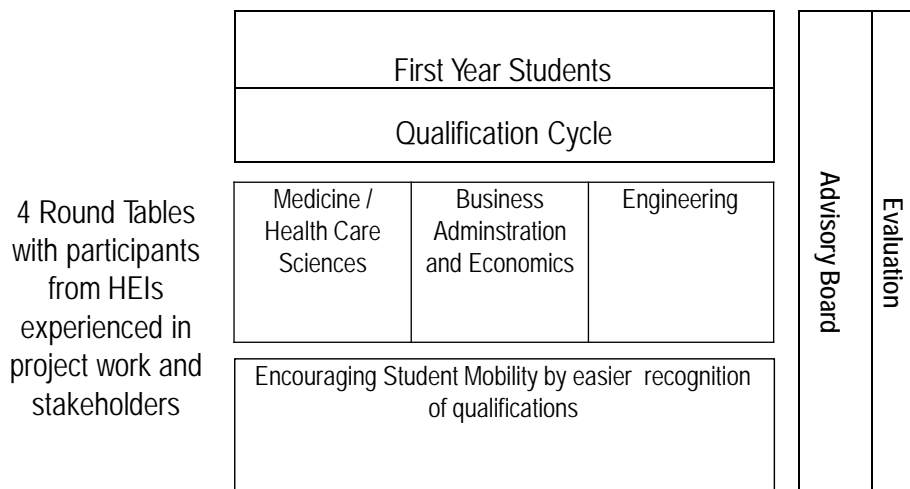 First Year Students
Qualification Cycle
4 Round Tables
with participants
from HEIs
experienced in
project work and
stakeholders
Medicine /
Health Care
Sciences
Business
Adminstration
and Economics
Engineering
Encouraging Student Mobility by easier recognition
of qualifications
Advisory Board
Evaluation